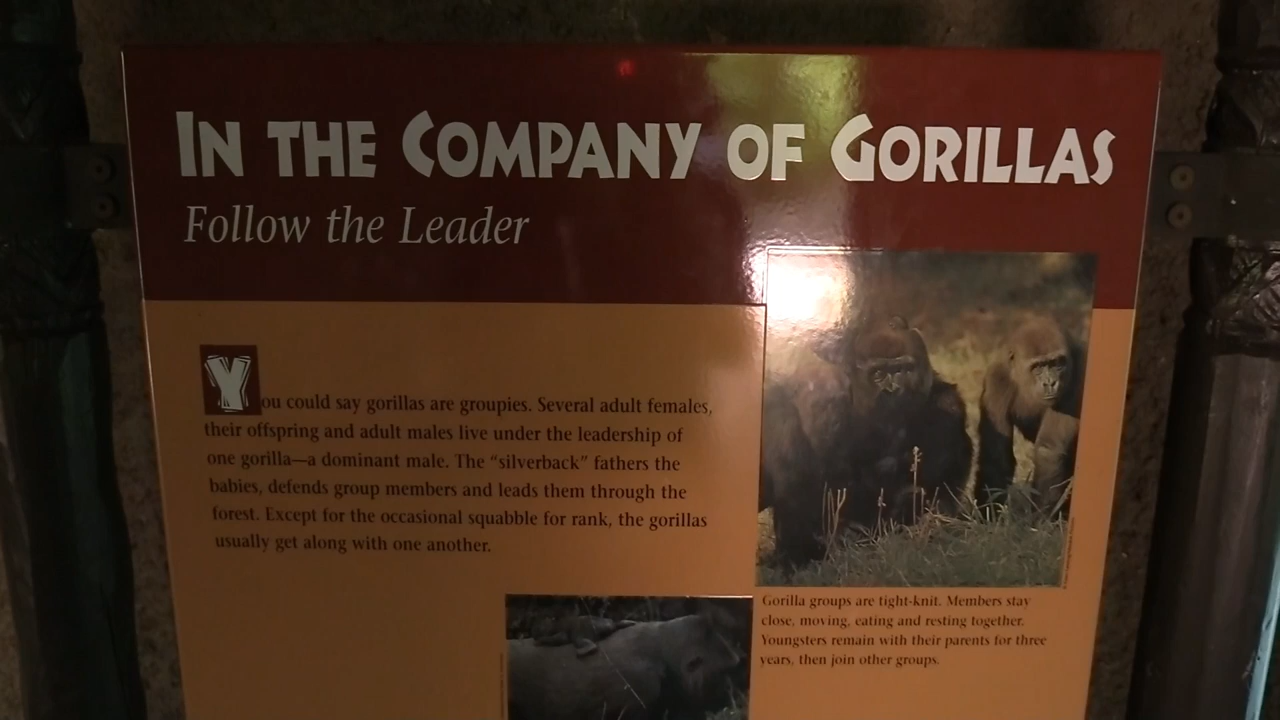 IN THE COMPANY OF GORILLAS
Follow the Leader
You could say gorillas are groupies. Several adult females,
their offspring and adult males live under the leadership of
one gorilla—a dominant male. The “silverback” fathers the
babies, defends group members and leads them through the
forest. Except for the occasional squabble for rank, the gorillas
usually get along with one another.
Gorilla groups are tight-knit. Members stay
close, moving, eating and resting together.
Youngsters remain with their parents for three
years, then join other groups.